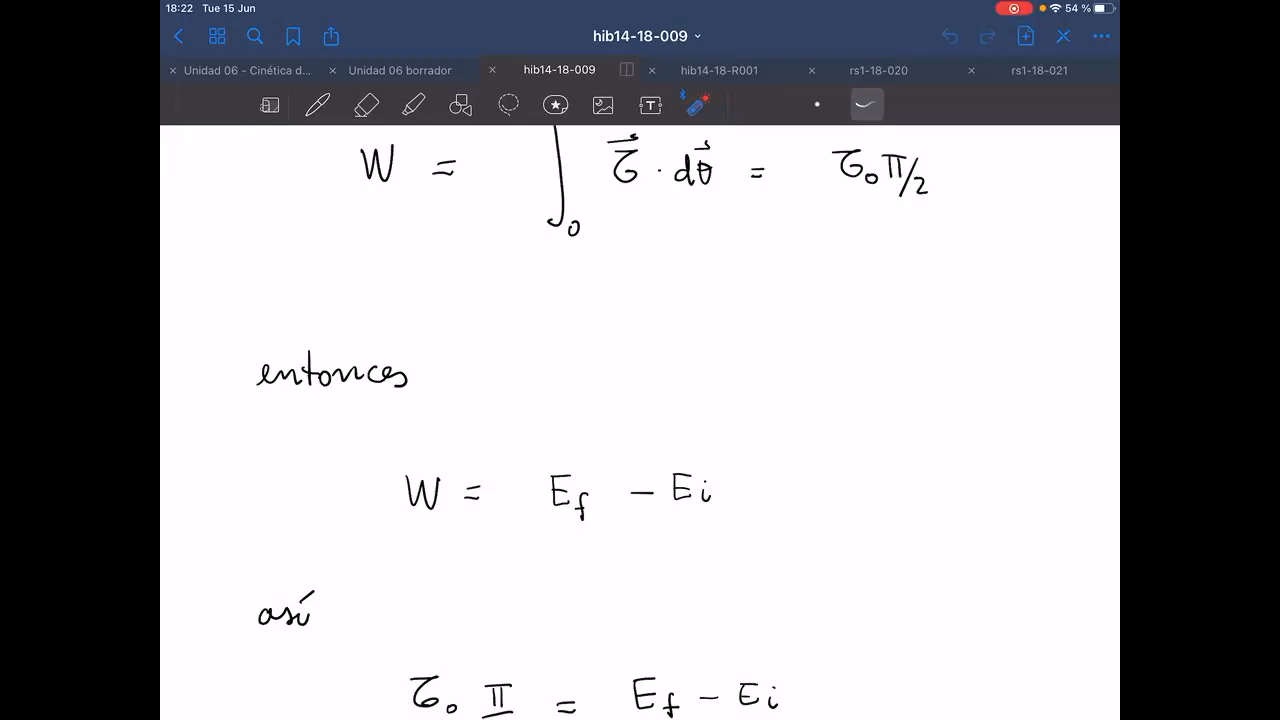 18:22 Tue 15 Jun 54 %
hib14-18-009
Unidad 06 - Cinética d... Unidad 06 borrador hib14-18-009 hib14-18-R001 rs1-18-020 rs1-18-021
W = ∫₀ τ⃗ · dθ⃗ = τ₀ π/2
entonces
W = E_f − E_i
así
τ₀ π = E_f − E_i